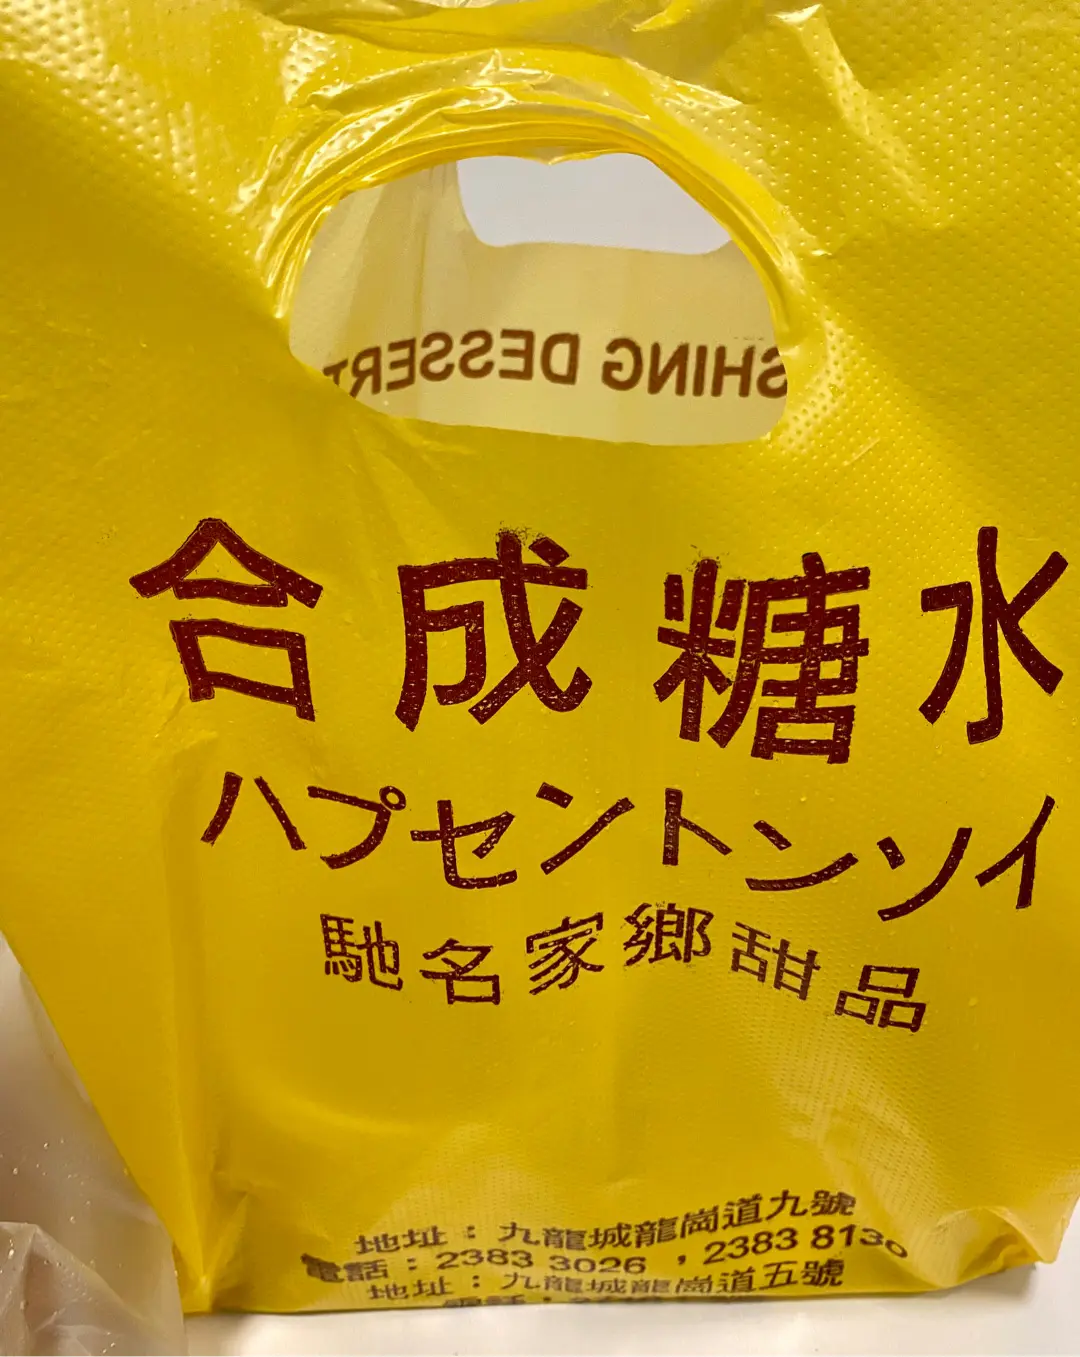 SHING DESSERT
合成糖水
ハプセントンソイ
馳名家鄉甜品
地址：九龍城龍崗道九號
電話：2383 3026 , 2383 8130
地址：九龍城龍崗道五號
電話：